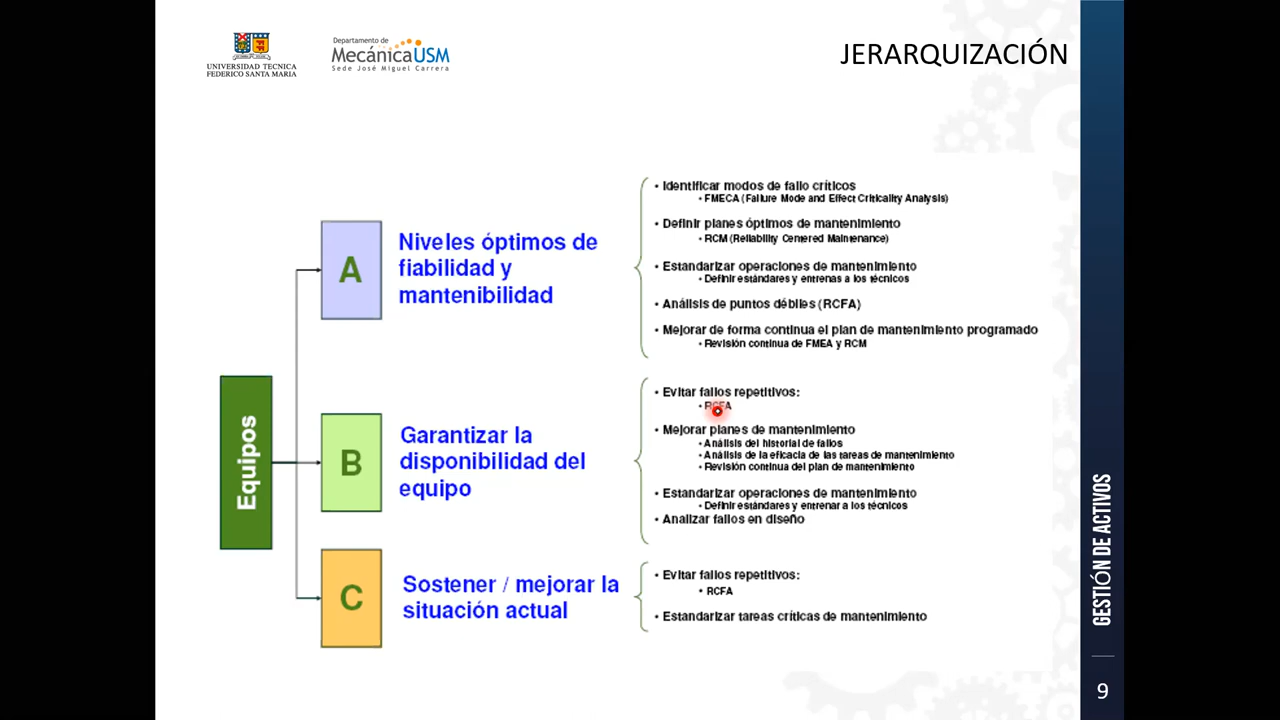 UNIVERSIDAD TECNICA
FEDERICO SANTA MARIA
Departamento de
MecánicaUSM
Sede José Miguel Carrera
JERARQUIZACIÓN
Equipos
A
Niveles óptimos de
fiabilidad y
mantenibilidad
• Identificar modos de fallo críticos
• FMECA (Failure Mode and Effect Criticality Analysis)
• Definir planes óptimos de mantenimiento
• RCM (Reliability Centered Maintenance)
• Estandarizar operaciones de mantenimiento
• Definir estándares y entrenas a los técnicos
• Análisis de puntos débiles (RCFA)
• Mejorar de forma continua el plan de mantenimiento programado
• Revisión continua de FMEA y RCM
B
Garantizar la
disponibilidad del
equipo
• Evitar fallos repetitivos:
• RCFA
• Mejorar planes de mantenimiento
• Análisis del historial de fallos
• Análisis de la eficacia de las tareas de mantenimiento
• Revisión continua del plan de mantenimiento
• Estandarizar operaciones de mantenimiento
• Definir estándares y entrenar a los técnicos
• Analizar fallos en diseño
C
Sostener / mejorar la
situación actual
• Evitar fallos repetitivos:
• RCFA
• Estandarizar tareas críticas de mantenimiento
GESTIÓN DE ACTIVOS
9